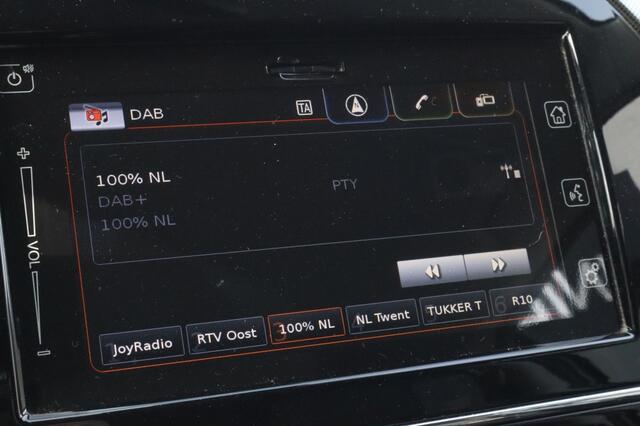 DAB
TA
100% NL
DAB+
100% NL
PTY
VOL
JoyRadio
RTV Oost
100% NL
NL Twent
TUKKER T
R10